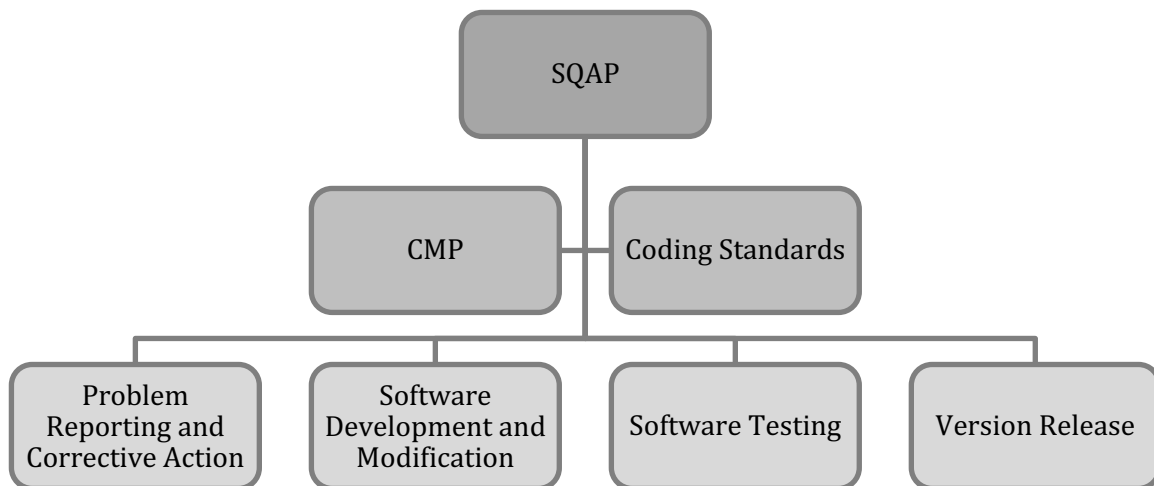 SQAP
CMP
Coding Standards
Problem
Reporting and
Corrective Action
Software
Development and
Modification
Software Testing
Version Release